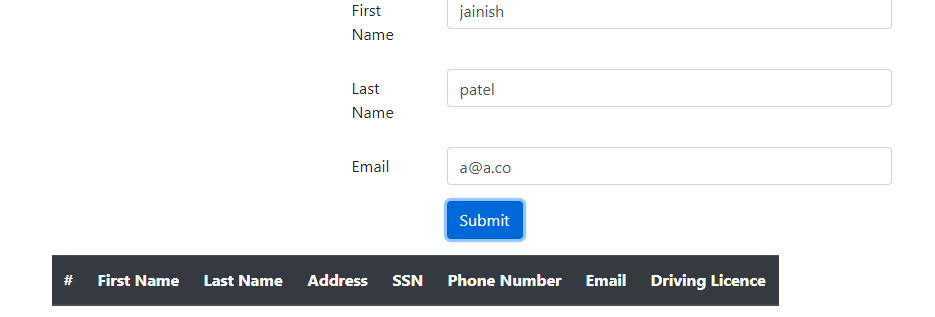 First Name jainish
Last Name patel
Email a@a.co
Submit
# First Name Last Name Address SSN Phone Number Email Driving Licence